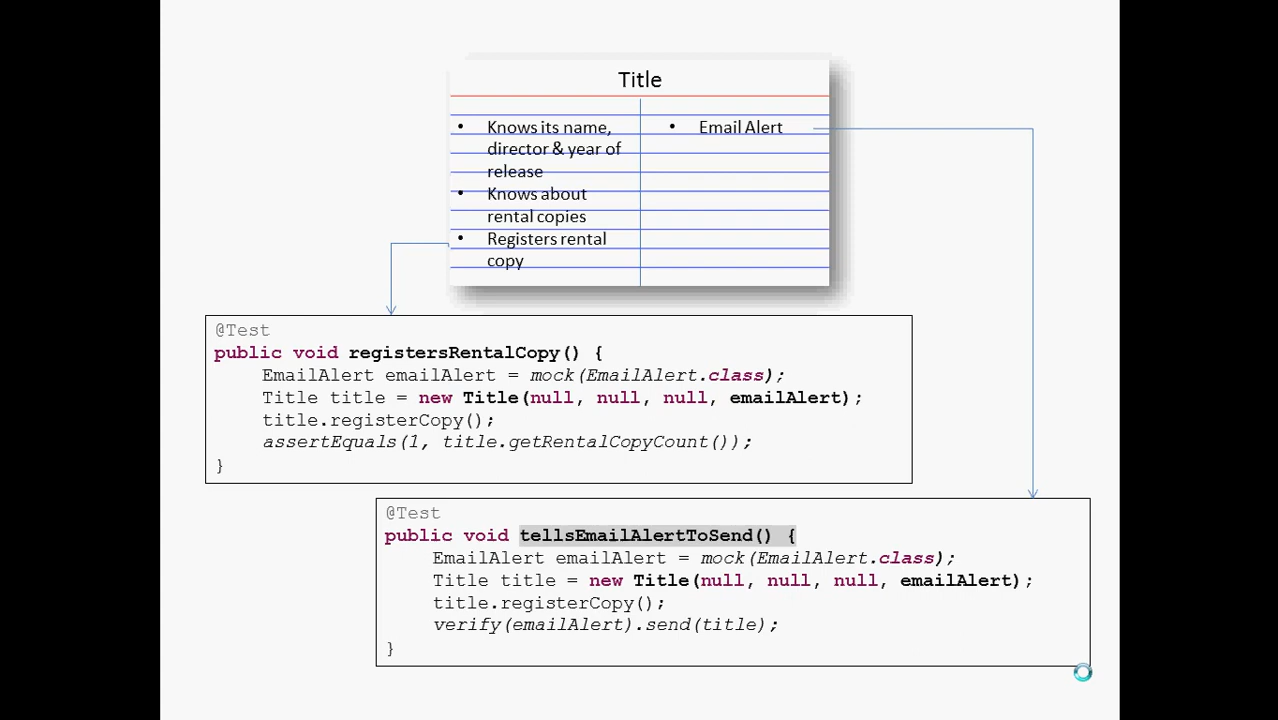 Title
• Knows its name,
director & year of
release
• Knows about
rental copies
• Registers rental
copy
• Email Alert
@Test
public void registersRentalCopy() {
EmailAlert emailAlert = mock(EmailAlert.class);
Title title = new Title(null, null, null, emailAlert);
title.registerCopy();
assertEquals(1, title.getRentalCopyCount());
}
@Test
public void tellsEmailAlertToSend() {
EmailAlert emailAlert = mock(EmailAlert.class);
Title title = new Title(null, null, null, emailAlert);
title.registerCopy();
verify(emailAlert).send(title);
}